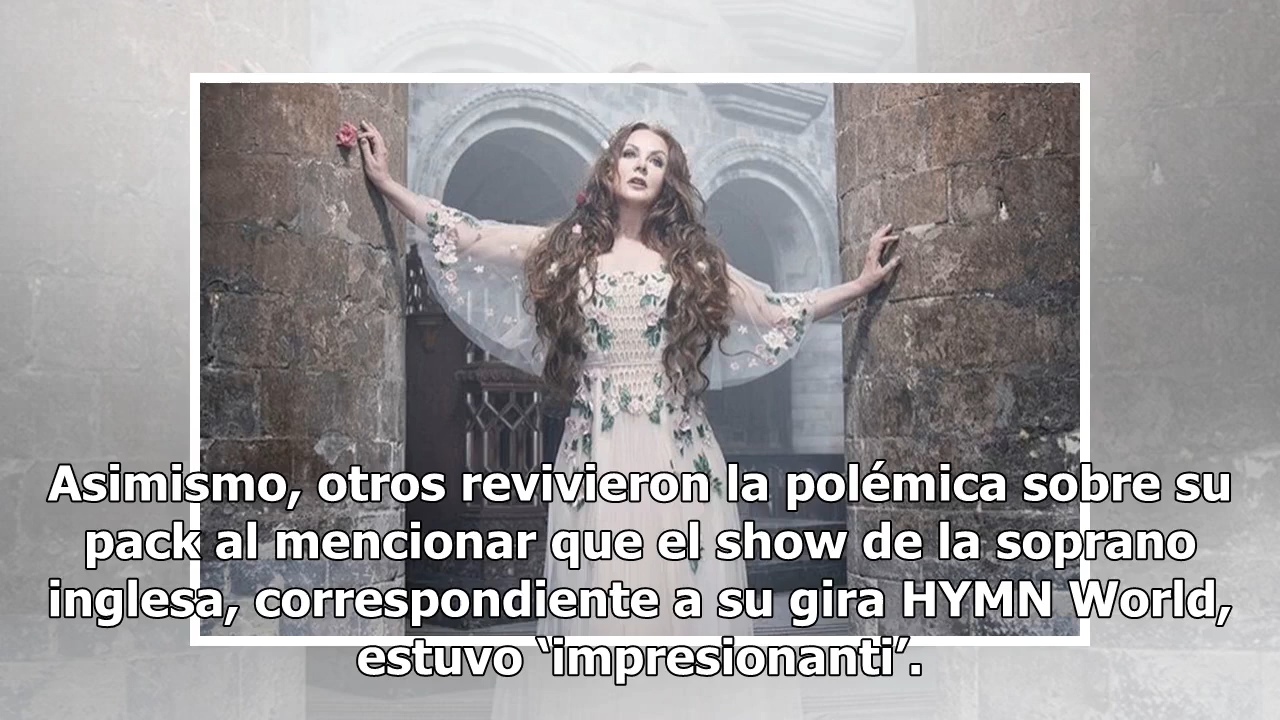 Asimismo, otros revivieron la polémica sobre su
pack al mencionar que el show de la soprano
inglesa, correspondiente a su gira HYMN World,
estuvo ‘impresionanti’.